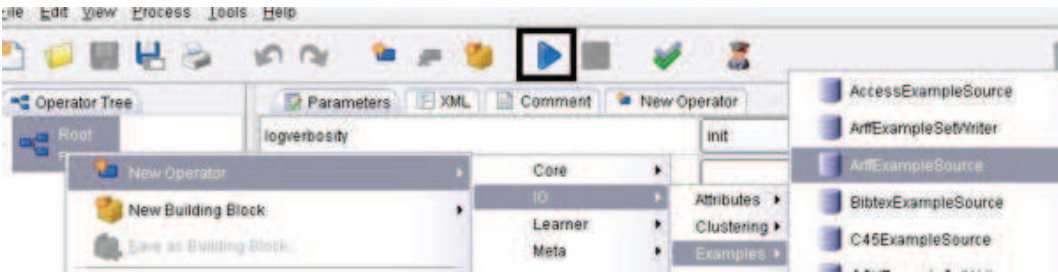 File Edit View Process Tools Help
Operator Tree
Parameters XML Comment New Operator
Root
logverbosity init
New Operator
New Building Block
Save as Building Block...
Core
IO
Learner
Meta
Attributes
Clustering
Examples
AccessExampleSource
ArffExampleSetWriter
ArffExampleSource
BibtexExampleSource
C45ExampleSource